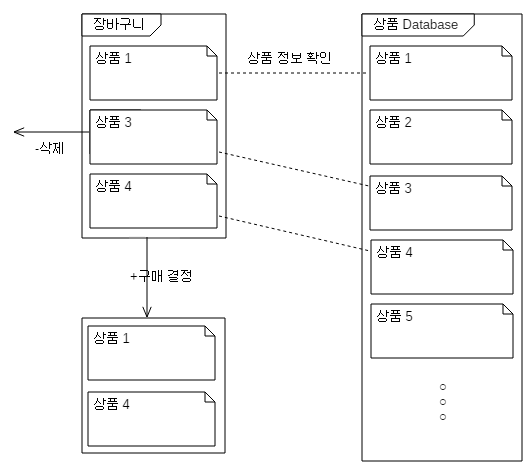 장바구니
상품 Database
상품 1
상품 정보 확인
상품 1
상품 3
상품 2
-삭제
상품 4
상품 3
상품 4
+구매 결정
상품 1
상품 5
상품 4